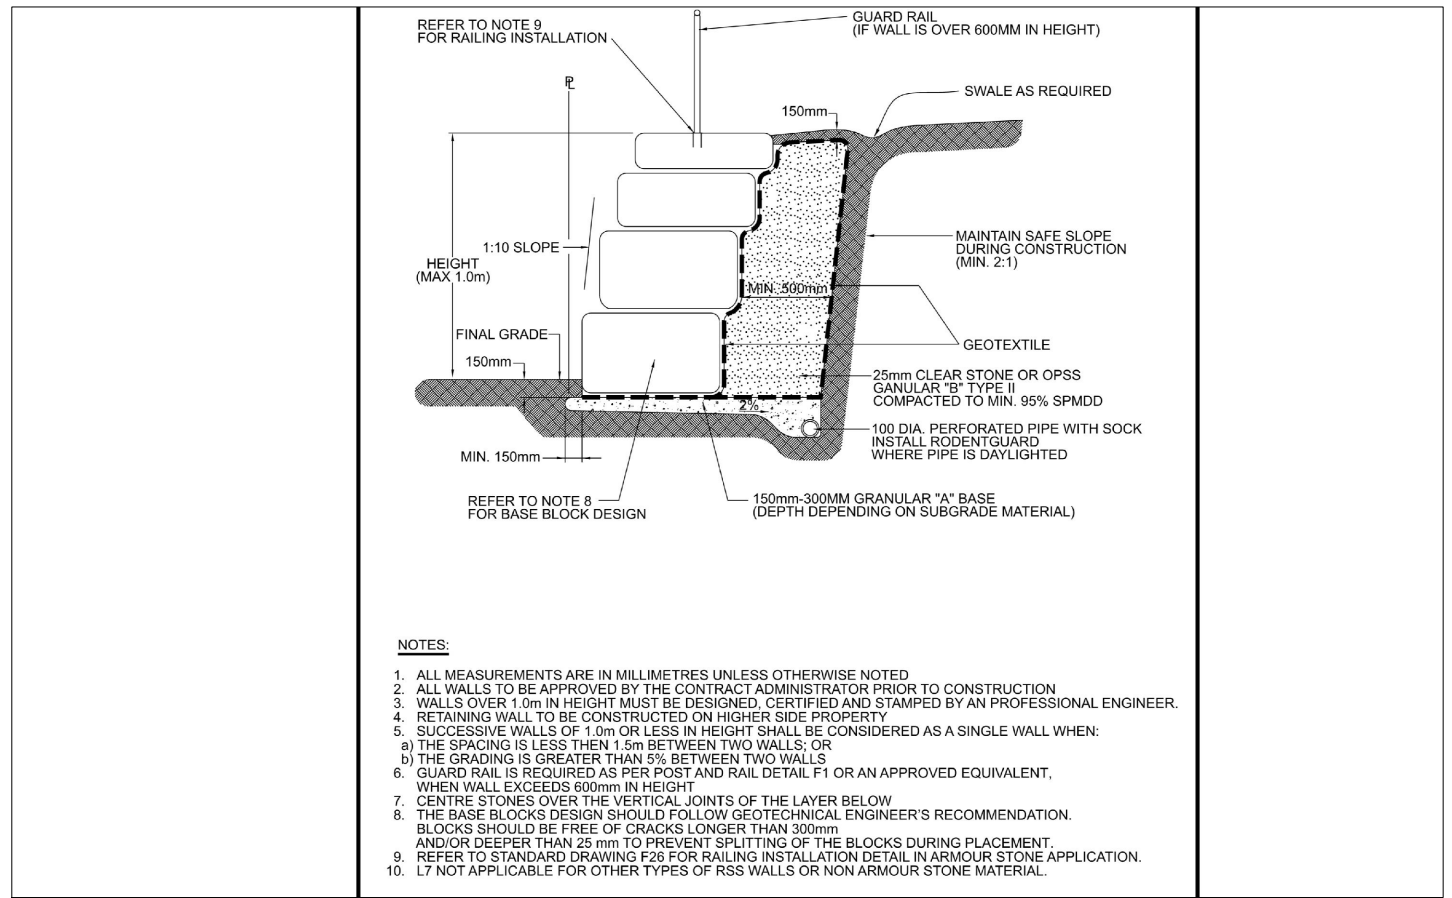 REFER TO NOTE 9
FOR RAILING INSTALLATION
GUARD RAIL
(IF WALL IS OVER 600MM IN HEIGHT)
PL
SWALE AS REQUIRED
150mm
1:10 SLOPE
MAINTAIN SAFE SLOPE
DURING CONSTRUCTION
(MIN. 2:1)
HEIGHT
(MAX 1.0m)
MIN. 500mm
FINAL GRADE
GEOTEXTILE
150mm
25mm CLEAR STONE OR OPSS
GANULAR "B" TYPE II
COMPACTED TO MIN. 95% SPMDD
2%
100 DIA. PERFORATED PIPE WITH SOCK
INSTALL RODENTGUARD
WHERE PIPE IS DAYLIGHTED
MIN. 150mm
REFER TO NOTE 8
FOR BASE BLOCK DESIGN
150mm-300MM GRANULAR "A" BASE
(DEPTH DEPENDING ON SUBGRADE MATERIAL)
NOTES:
1. ALL MEASUREMENTS ARE IN MILLIMETRES UNLESS OTHERWISE NOTED
2. ALL WALLS TO BE APPROVED BY THE CONTRACT ADMINISTRATOR PRIOR TO CONSTRUCTION
3. WALLS OVER 1.0m IN HEIGHT MUST BE DESIGNED, CERTIFIED AND STAMPED BY AN PROFESSIONAL ENGINEER.
4. RETAINING WALL TO BE CONSTRUCTED ON HIGHER SIDE PROPERTY
5. SUCCESSIVE WALLS OF 1.0m OR LESS IN HEIGHT SHALL BE CONSIDERED AS A SINGLE WALL WHEN:
a) THE SPACING IS LESS THEN 1.5m BETWEEN TWO WALLS; OR
b) THE GRADING IS GREATER THAN 5% BETWEEN TWO WALLS
6. GUARD RAIL IS REQUIRED AS PER POST AND RAIL DETAIL F1 OR AN APPROVED EQUIVALENT,
WHEN WALL EXCEEDS 600mm IN HEIGHT
7. CENTRE STONES OVER THE VERTICAL JOINTS OF THE LAYER BELOW
8. THE BASE BLOCKS DESIGN SHOULD FOLLOW GEOTECHNICAL ENGINEER'S RECOMMENDATION.
BLOCKS SHOULD BE FREE OF CRACKS LONGER THAN 300mm
AND/OR DEEPER THAN 25 mm TO PREVENT SPLITTING OF THE BLOCKS DURING PLACEMENT.
9. REFER TO STANDARD DRAWING F26 FOR RAILING INSTALLATION DETAIL IN ARMOUR STONE APPLICATION.
10. L7 NOT APPLICABLE FOR OTHER TYPES OF RSS WALLS OR NON ARMOUR STONE MATERIAL.